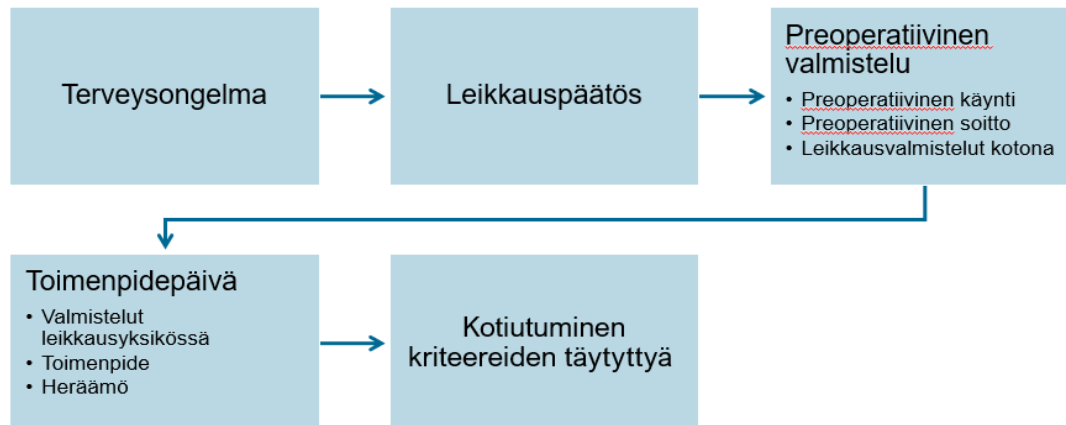 Terveysongelma
Leikkauspäätös
Preoperatiivinen
valmistelu
• Preoperatiivinen käynti
• Preoperatiivinen soitto
• Leikkausvalmistelut kotona
Toimenpidepäivä
• Valmistelut
leikkausyksikössä
• Toimenpide
• Heräämö
Kotiutuminen
kriteereiden täytyttyä